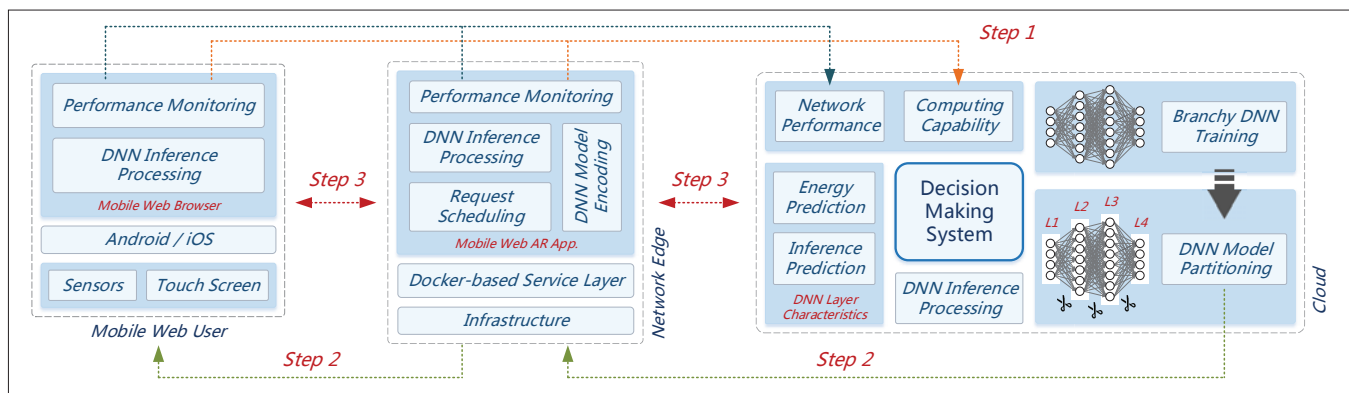 Step 1
Performance Monitoring
DNN Inference
Processing
Mobile Web Browser
Android / iOS
Sensors
Touch Screen
Mobile Web User
Step 3
Performance Monitoring
DNN Inference
Processing
Request
Scheduling
DNN Model
Encoding
Mobile Web AR App.
Docker-based Service Layer
Infrastructure
Network Edge
Step 3
Network
Performance
Computing
Capability
Energy
Prediction
Inference
Prediction
DNN Layer
Characteristics
Decision
Making
System
DNN Inference
Processing
Branchy DNN
Training
L1
L2
L3
L4
DNN Model
Partitioning
Cloud
Step 2
Step 2